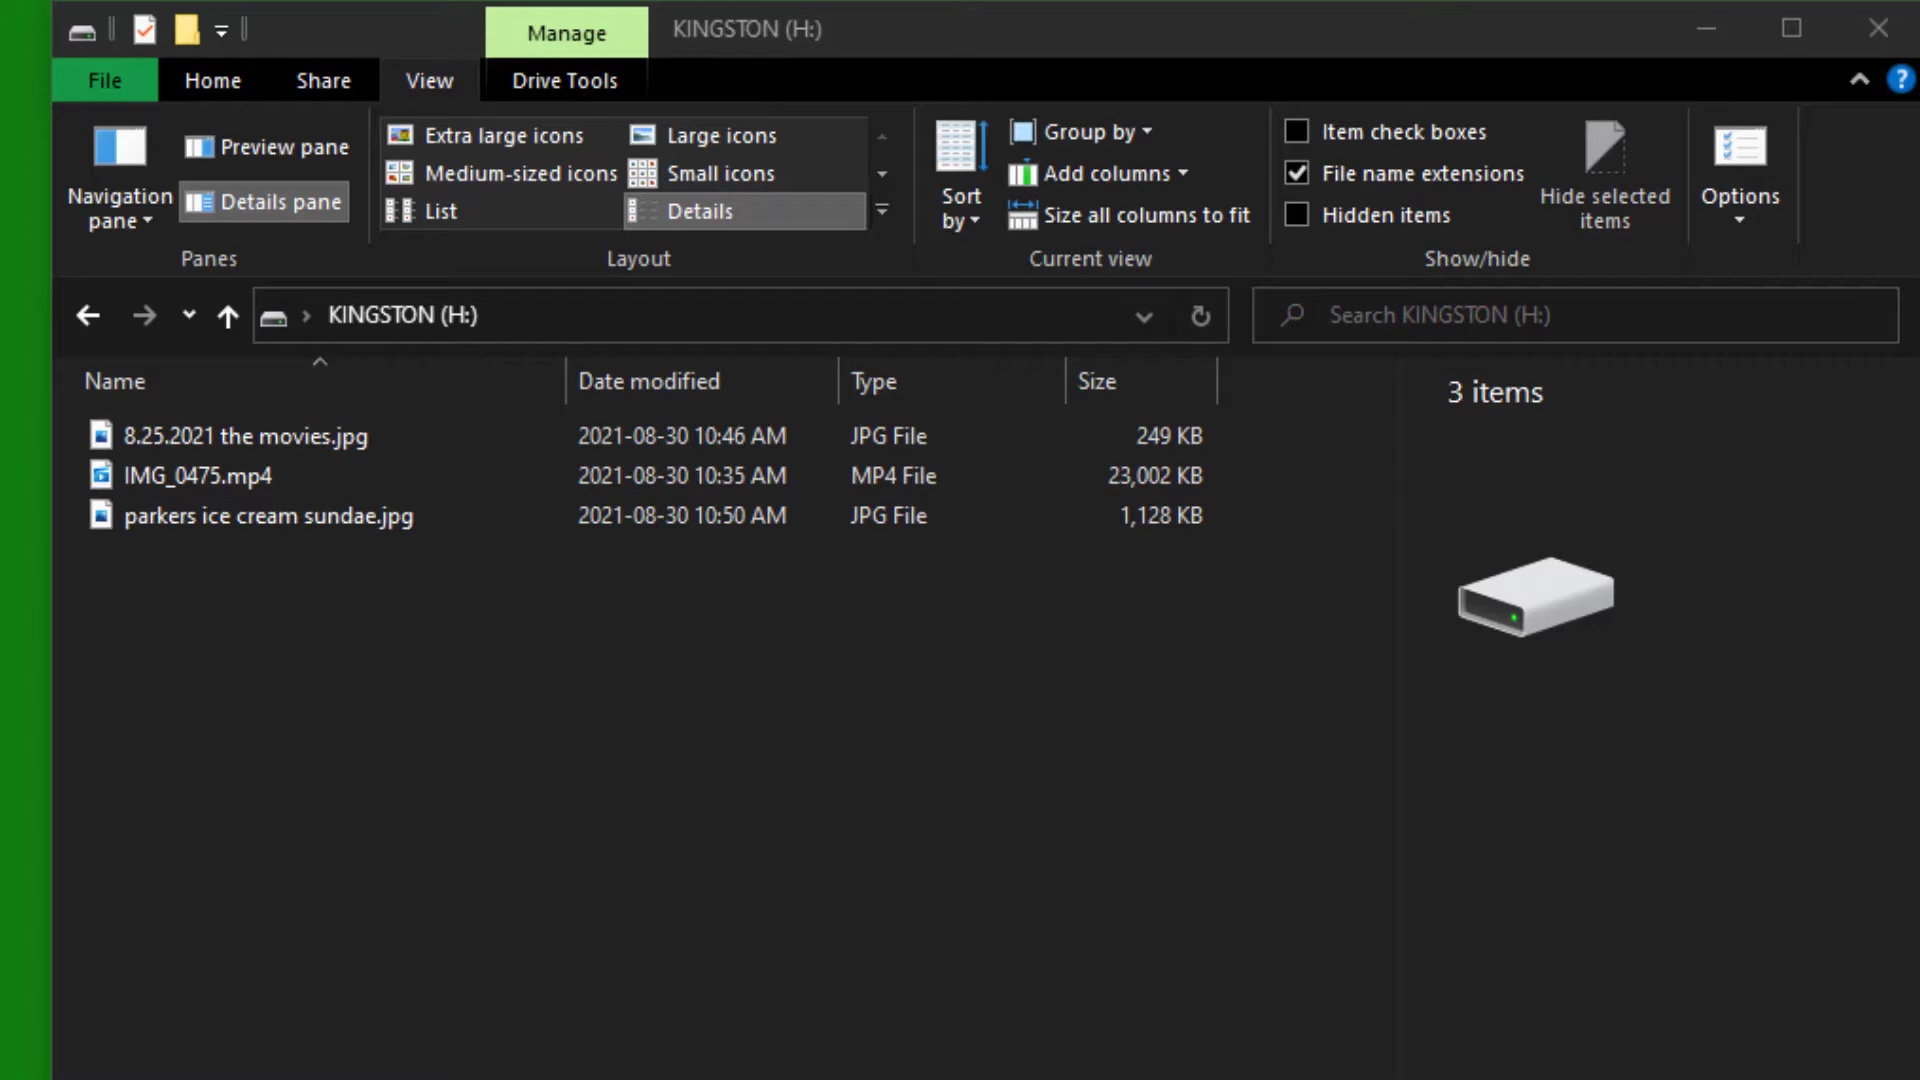 Manage
KINGSTON (H:)
File
Home
Share
View
Drive Tools
?
Navigation
pane
Preview pane
Details pane
Panes
Extra large icons
Large icons
Medium-sized icons
Small icons
List
Details
Layout
Sort
by
Group by
Add columns
Size all columns to fit
Current view
Item check boxes
File name extensions
Hidden items
Hide selected
items
Show/hide
Options
KINGSTON (H:)
Search KINGSTON (H:)
Name
Date modified
Type
Size
8.25.2021 the movies.jpg 2021-08-30 10:46 AM JPG File 249 KB
IMG_0475.mp4 2021-08-30 10:35 AM MP4 File 23,002 KB
parkers ice cream sundae.jpg 2021-08-30 10:50 AM JPG File 1,128 KB
3 items